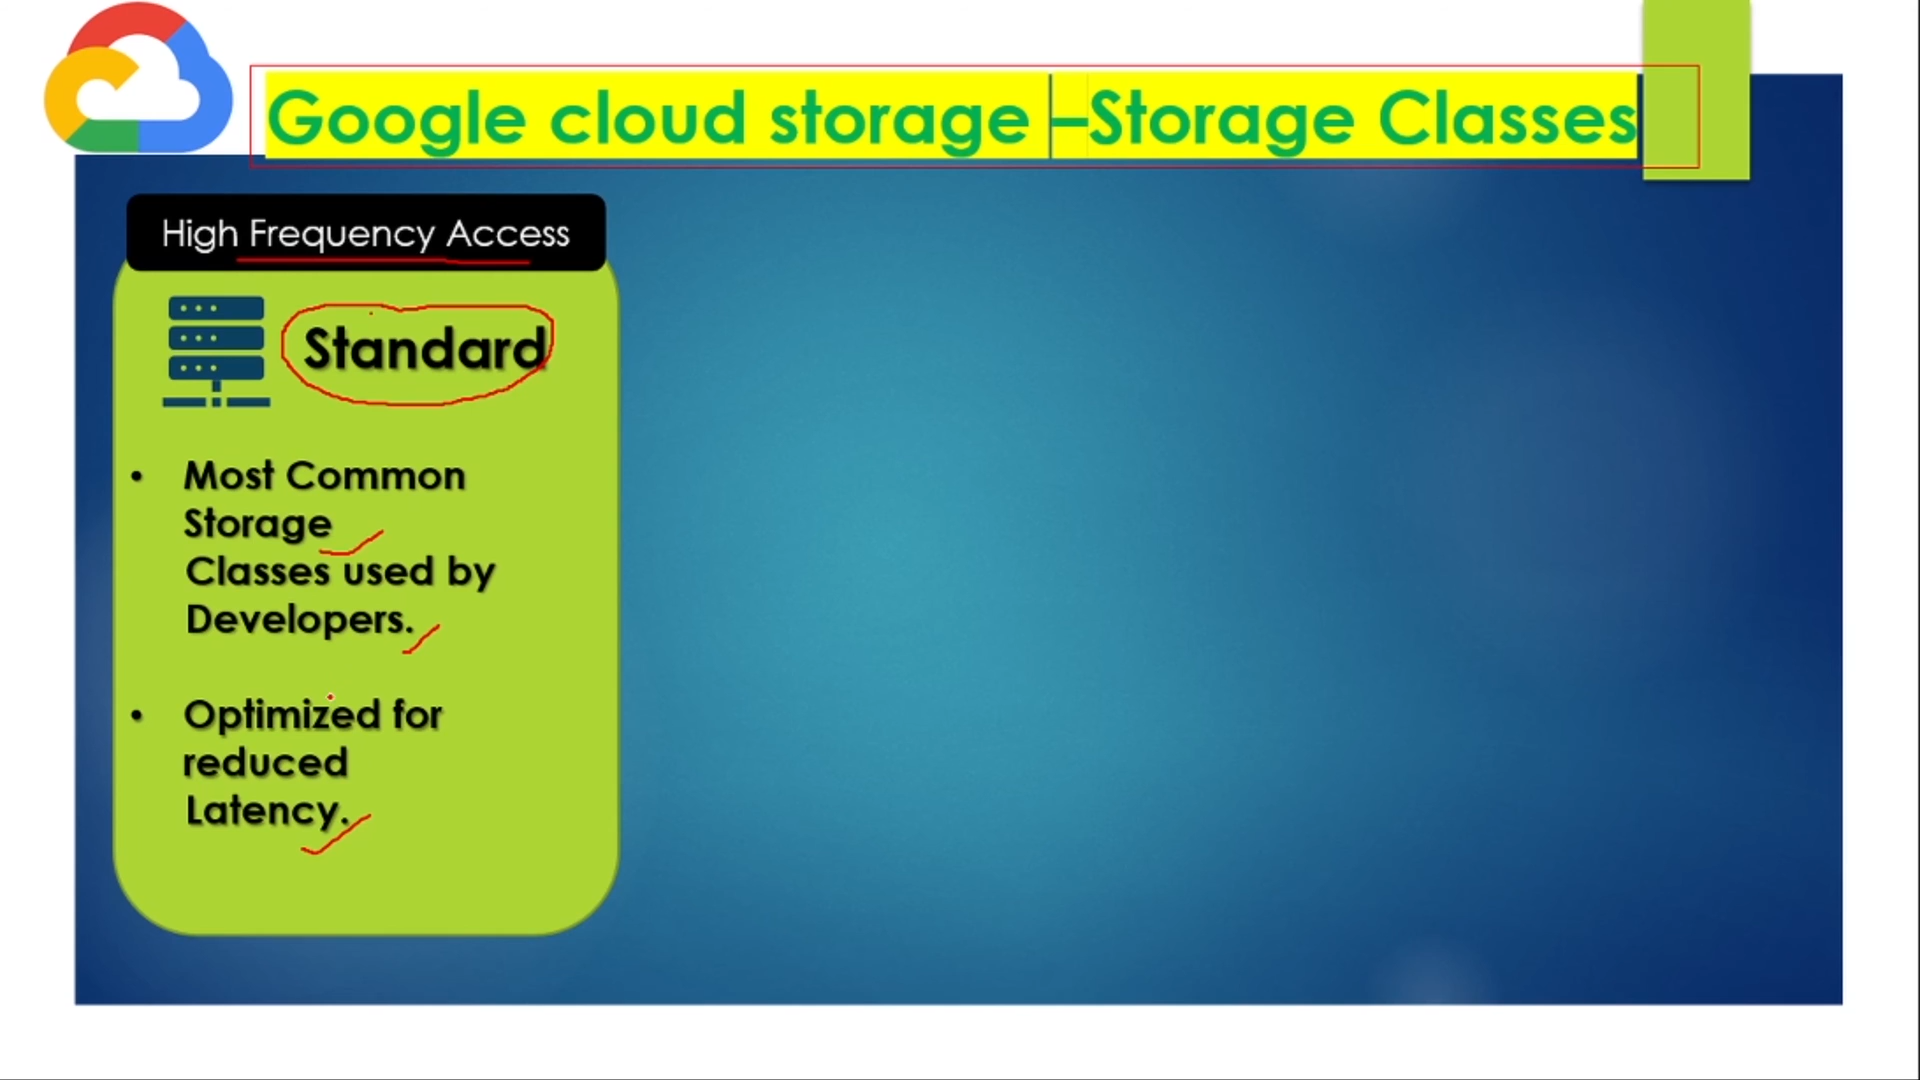 Google cloud storage –Storage Classes
High Frequency Access
Standard
• Most Common
Storage
Classes used by
Developers.
• Optimized for
reduced
Latency.